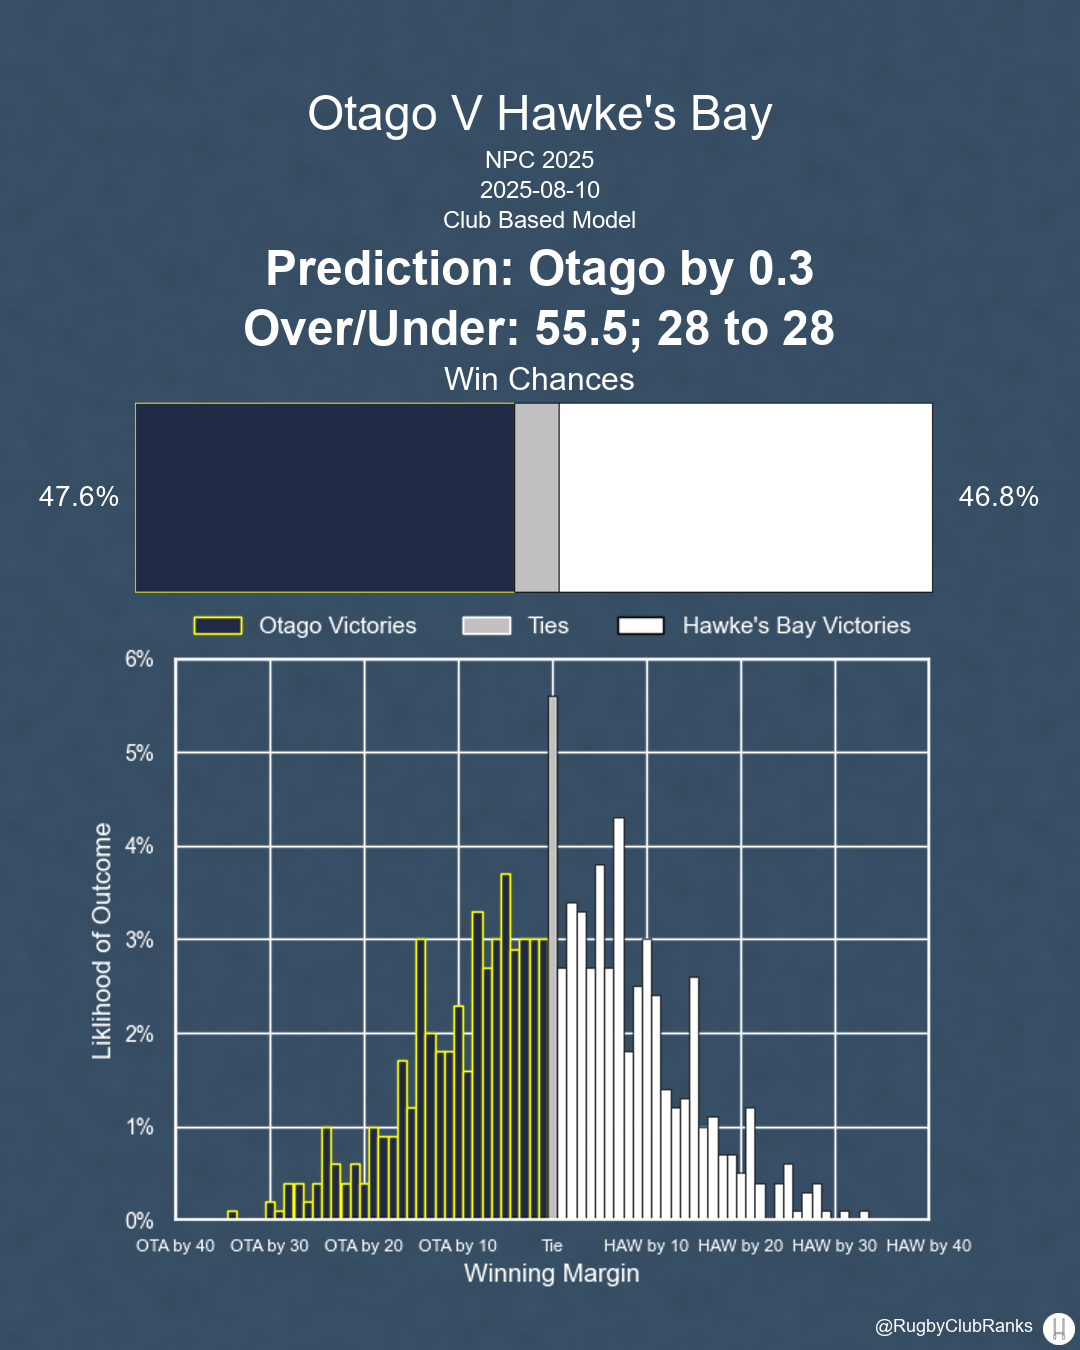 Otago V Hawke's Bay
NPC 2025
2025-08-10
Club Based Model
Prediction: Otago by 0.3
Over/Under: 55.5; 28 to 28
Win Chances
47.6%
46.8%
Otago Victories
Ties
Hawke's Bay Victories
6%
5%
4%
3%
2%
1%
0%
Liklihood of Outcome
OTA by 40
OTA by 30
OTA by 20
OTA by 10
Tie
HAW by 10
HAW by 20
HAW by 30
HAW by 40
Winning Margin
@RugbyClubRanks